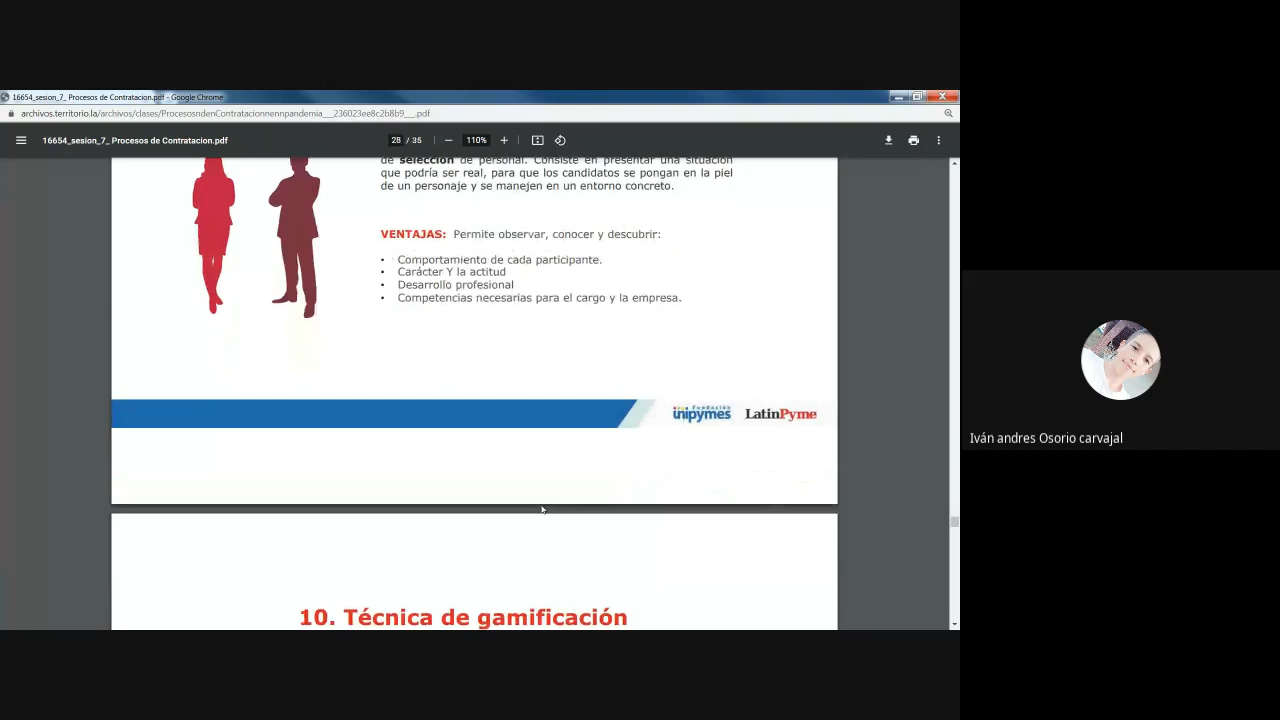 16654_sesion_7_ Procesos de Contratacion.pdf - Google Chrome
archivos.territorio.la/archivos/clases/ProcesosndenContratacionnennpandemia__236023ee8c2b8b9__.pdf
16654_sesion_7_ Procesos de Contratacion.pdf
28 / 35
110%
de selección de personal. Consiste en presentar una situación
que podría ser real, para que los candidatos se pongan en la piel
de un personaje y se manejen en un entorno concreto.
VENTAJAS: Permite observar, conocer y descubrir:
• Comportamiento de cada participante.
• Carácter Y la actitud
• Desarrollo profesional
• Competencias necesarias para el cargo y la empresa.
Fundación
unipymes
LatinPyme
Iván andres Osorio carvajal
10. Técnica de gamificación